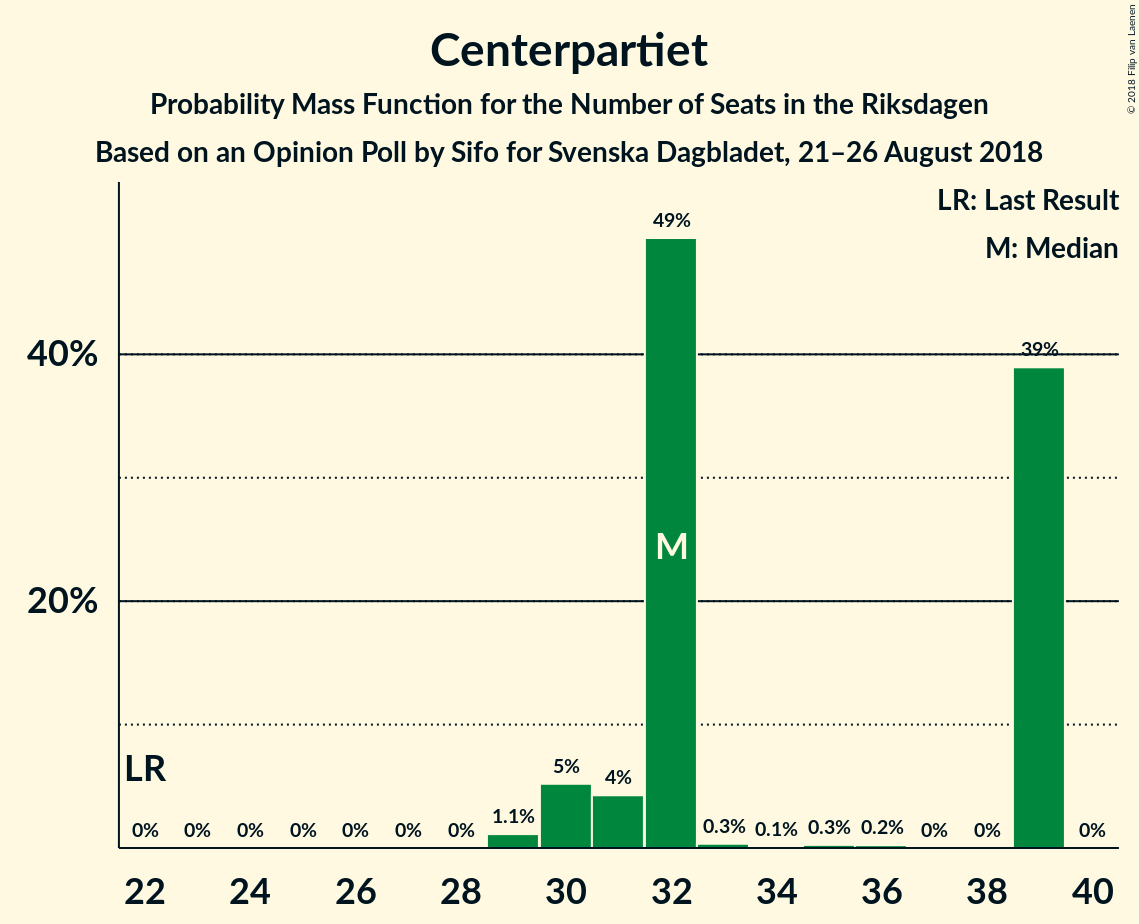 Centerpartiet
Probability Mass Function for the Number of Seats in the Riksdagen
Based on an Opinion Poll by Sifo for Svenska Dagbladet, 21–26 August 2018
© 2018 Filip van Laenen
LR: Last Result
M: Median
49%
39%
40%
M
20%
LR
0% 0% 0% 0% 0% 0% 0% 1.1% 5% 4% 0.3% 0.1% 0.3% 0.2% 0% 0% 0%
22 24 26 28 30 32 34 36 38 40